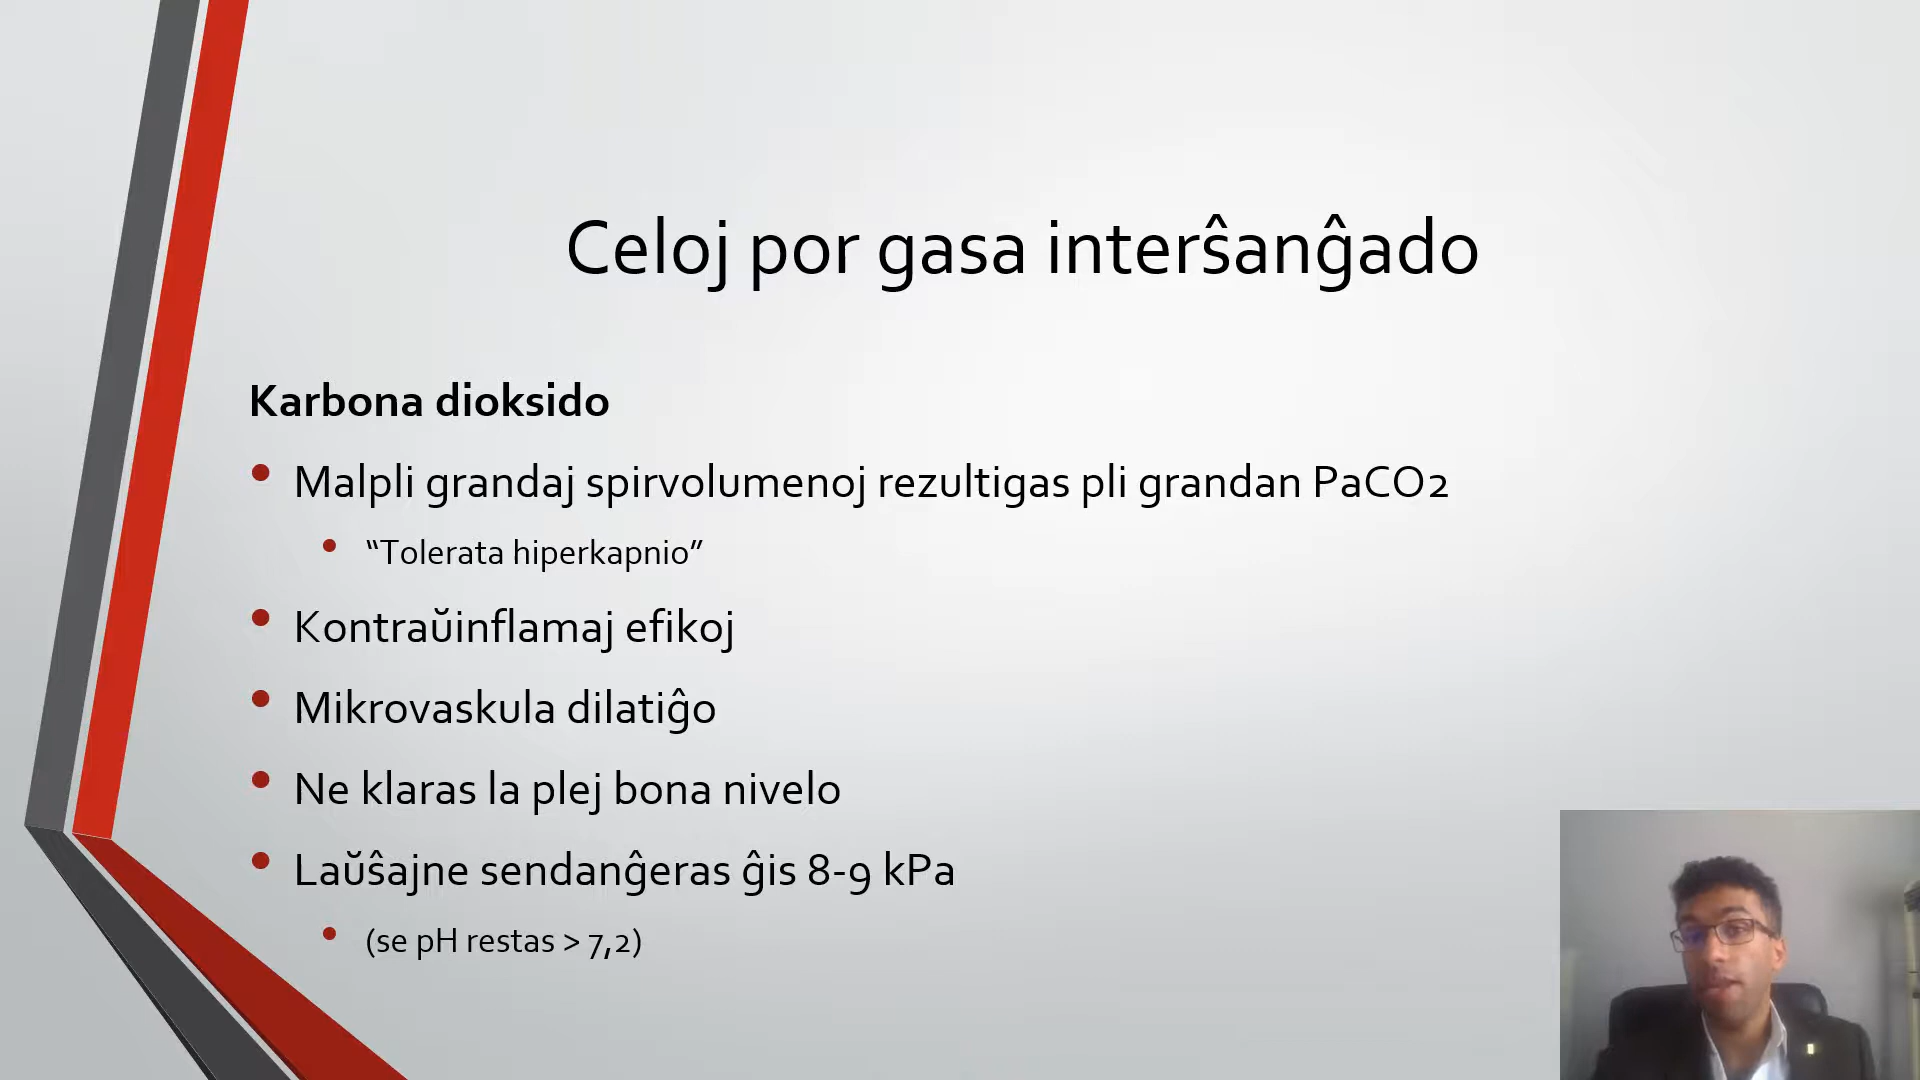 Celoj por gasa interŝanĝado
Karbona dioksido
• Malpli grandaj spirvolumenoj rezultigas pli grandan PaCO2
• “Tolerata hiperkapnio”
• Kontraŭinflamaj efikoj
• Mikrovaskula dilatiĝo
• Ne klaras la plej bona nivelo
• Laŭŝajne sendanĝeras ĝis 8-9 kPa
• (se pH restas > 7,2)